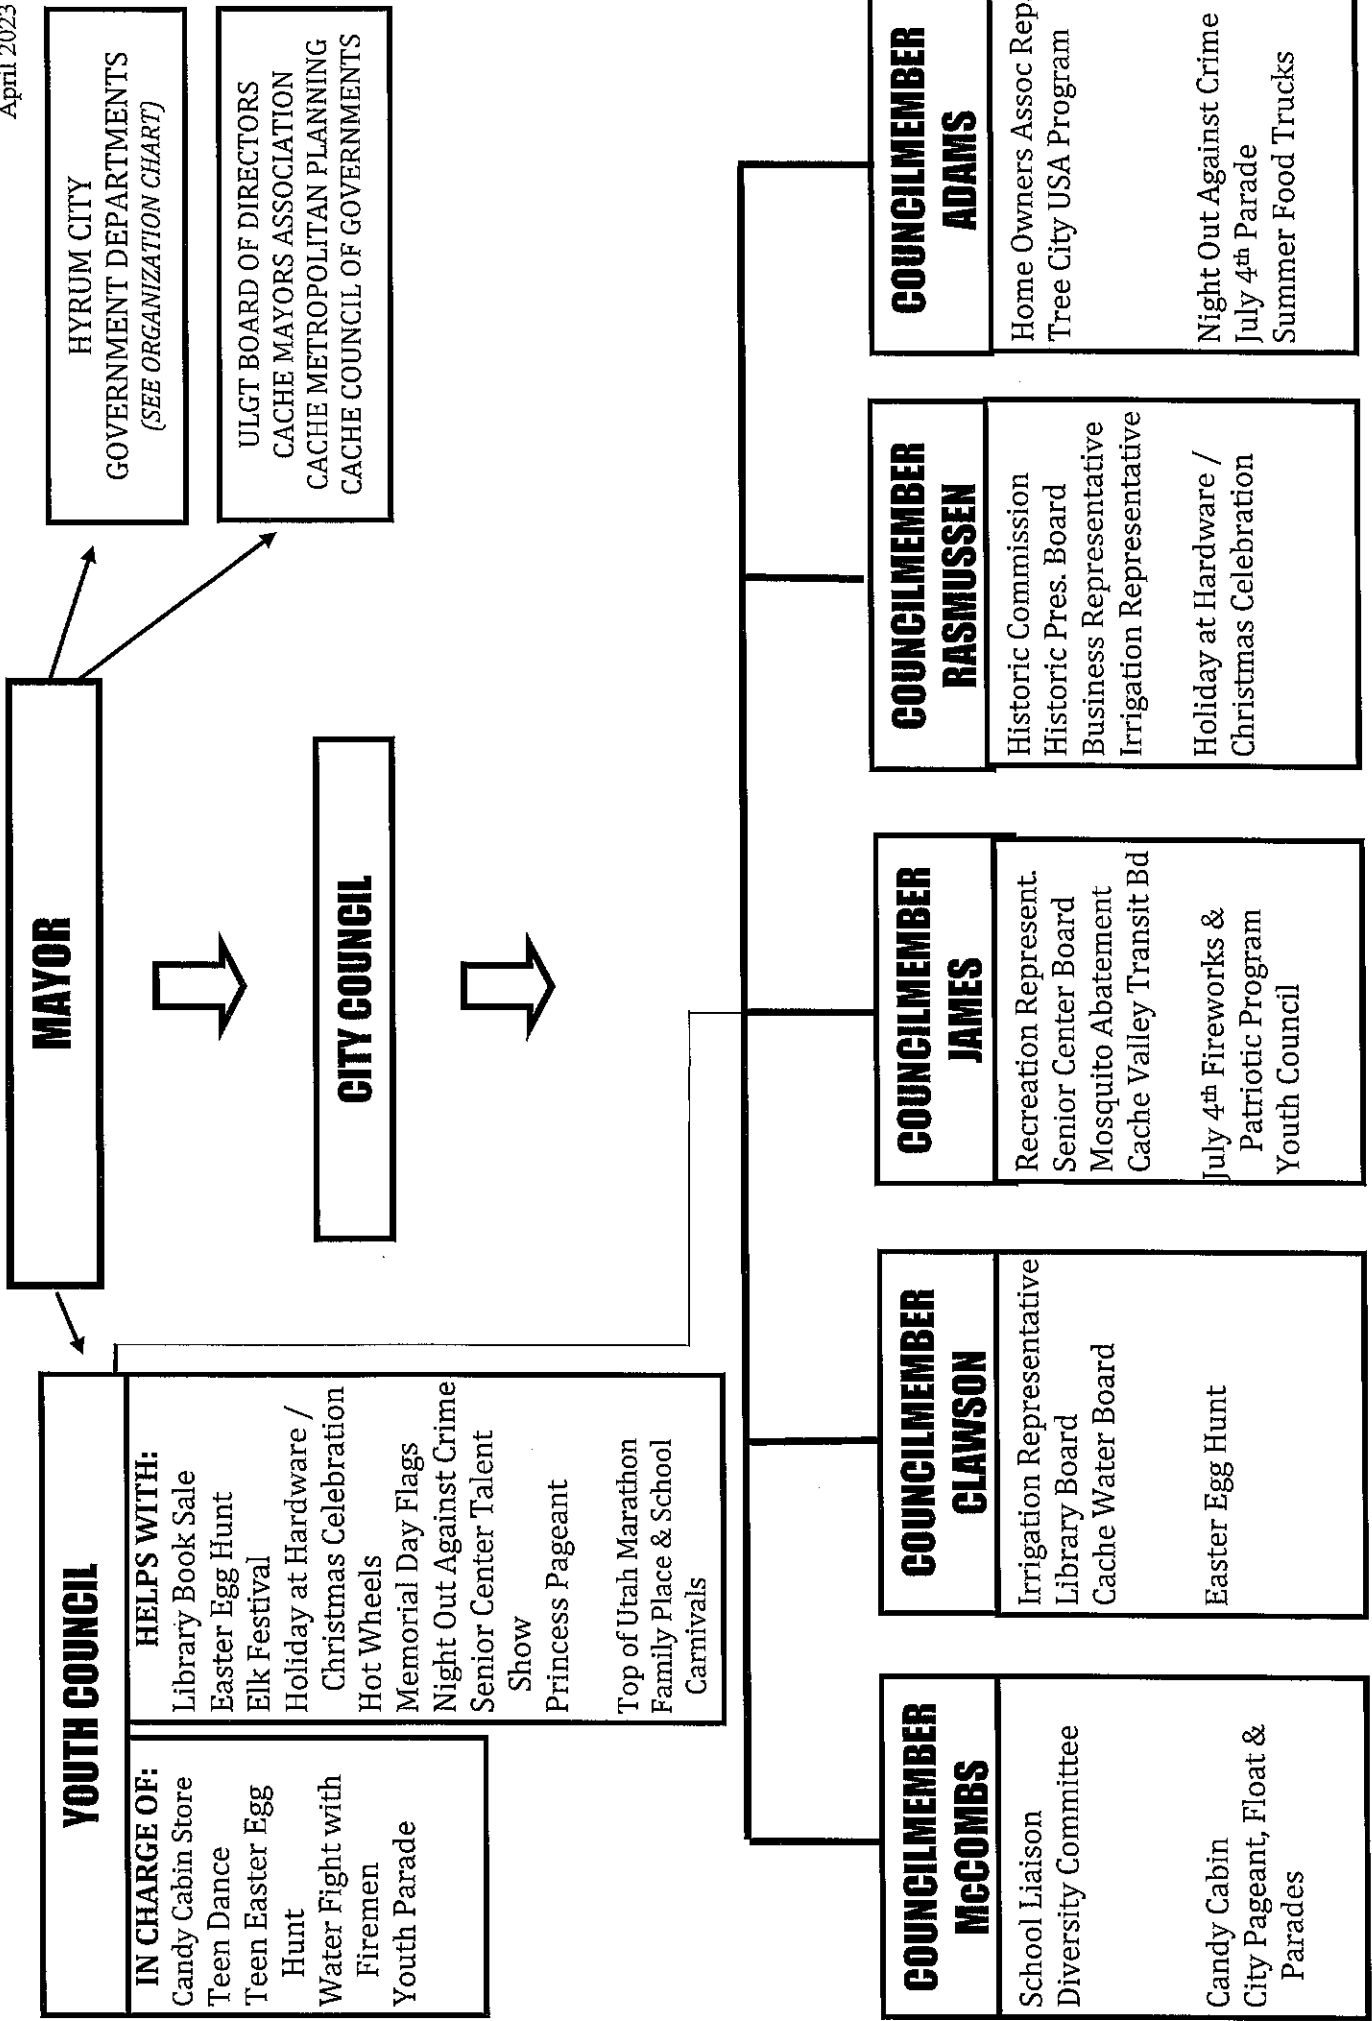 April 2023
MAYOR
HYRUM CITY
GOVERNMENT DEPARTMENTS
(SEE ORGANIZATION CHART)
ULGT BOARD OF DIRECTORS
CACHE MAYORS ASSOCIATION
CACHE METROPOLITAN PLANNING
CACHE COUNCIL OF GOVERNMENTS
YOUTH COUNCIL
IN CHARGE OF:
Candy Cabin Store
Teen Dance
Teen Easter Egg
Hunt
Water Fight with
Firemen
Youth Parade
HELPS WITH:
Library Book Sale
Easter Egg Hunt
Elk Festival
Holiday at Hardware /
Christmas Celebration
Hot Wheels
Memorial Day Flags
Night Out Against Crime
Senior Center Talent
Show
Princess Pageant
Top of Utah Marathon
Family Place & School
Carnivals
CITY COUNCIL
COUNCILMEMBER
McCOMBS
School Liaison
Diversity Committee
Candy Cabin
City Pageant, Float &
Parades
COUNCILMEMBER
CLAWSON
Irrigation Representative
Library Board
Cache Water Board
Easter Egg Hunt
COUNCILMEMBER
JAMES
Recreation Represent.
Senior Center Board
Mosquito Abatement
Cache Valley Transit Bd
July 4th Fireworks &
Patriotic Program
Youth Council
COUNCILMEMBER
RASMUSSEN
Historic Commission
Historic Pres. Board
Business Representative
Irrigation Representative
Holiday at Hardware /
Christmas Celebration
COUNCILMEMBER
ADAMS
Home Owners Assoc Rep
Tree City USA Program
Night Out Against Crime
July 4th Parade
Summer Food Trucks